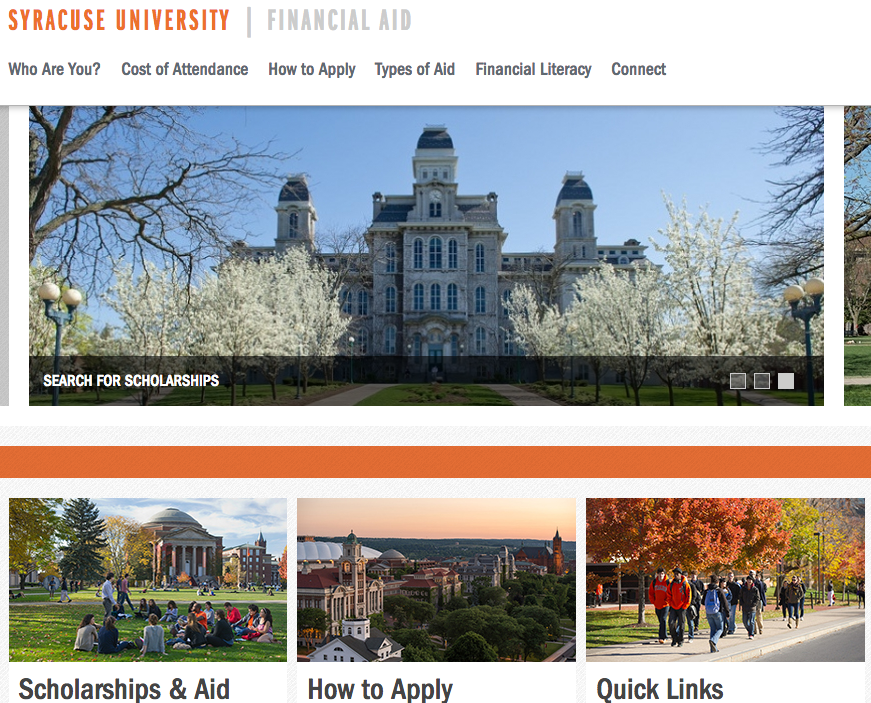 SYRACUSE UNIVERSITY | FINANCIAL AID
Who Are You? Cost of Attendance How to Apply Types of Aid Financial Literacy Connect
SEARCH FOR SCHOLARSHIPS
Scholarships & Aid How to Apply Quick Links